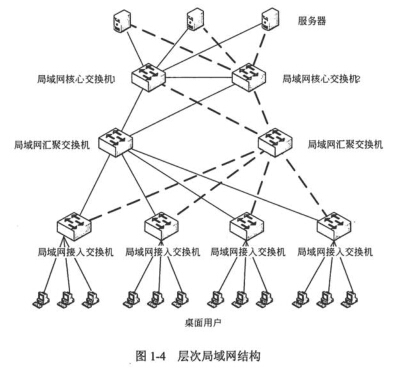 服务器
局域网核心交换机1 局域网核心交换机2
局域网汇聚交换机 局域网汇聚交换机
局域网接入交换机 局域网接入交换机 局域网接入交换机 局域网接入交换机
桌面用户
图 1-4 层次局域网结构